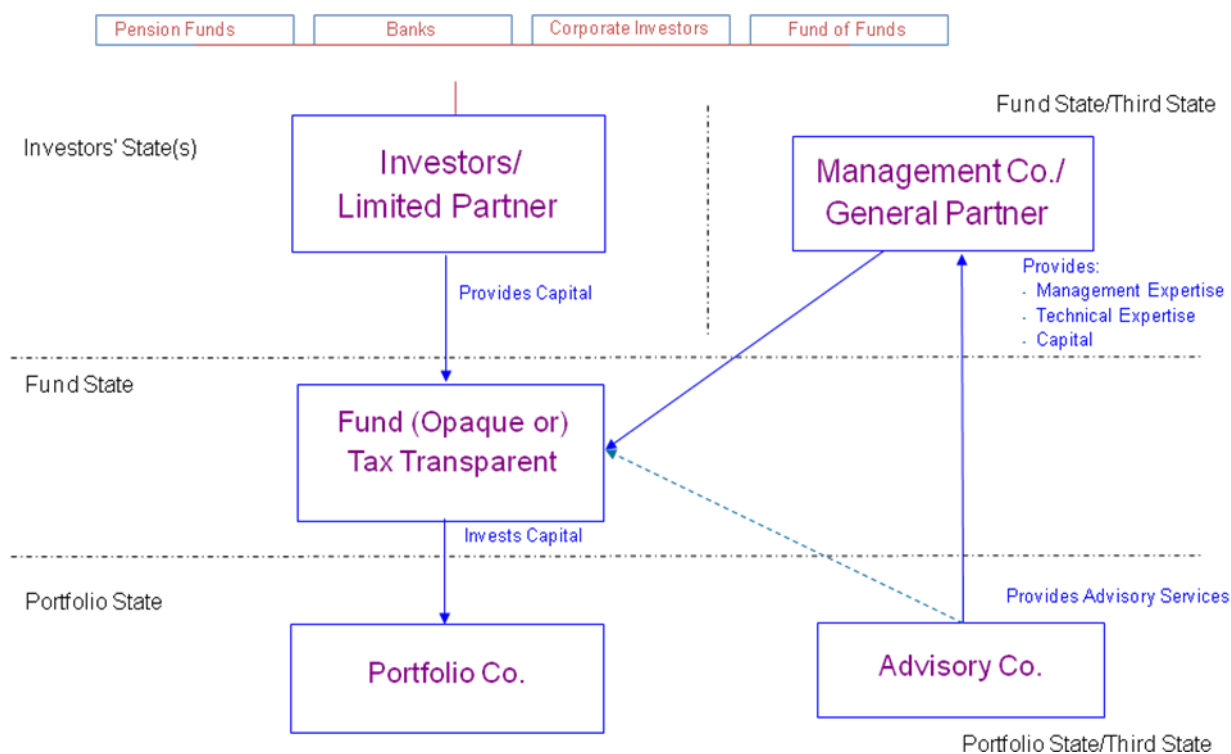 Pension Funds
Banks
Corporate Investors
Fund of Funds
Fund State/Third State
Investors' State(s)
Investors/
Limited Partner
Management Co./
General Partner
Provides Capital
Provides:
- Management Expertise
- Technical Expertise
- Capital
Fund State
Fund (Opaque or)
Tax Transparent
Invests Capital
Portfolio State
Provides Advisory Services
Portfolio Co.
Advisory Co.
Portfolio State/Third State